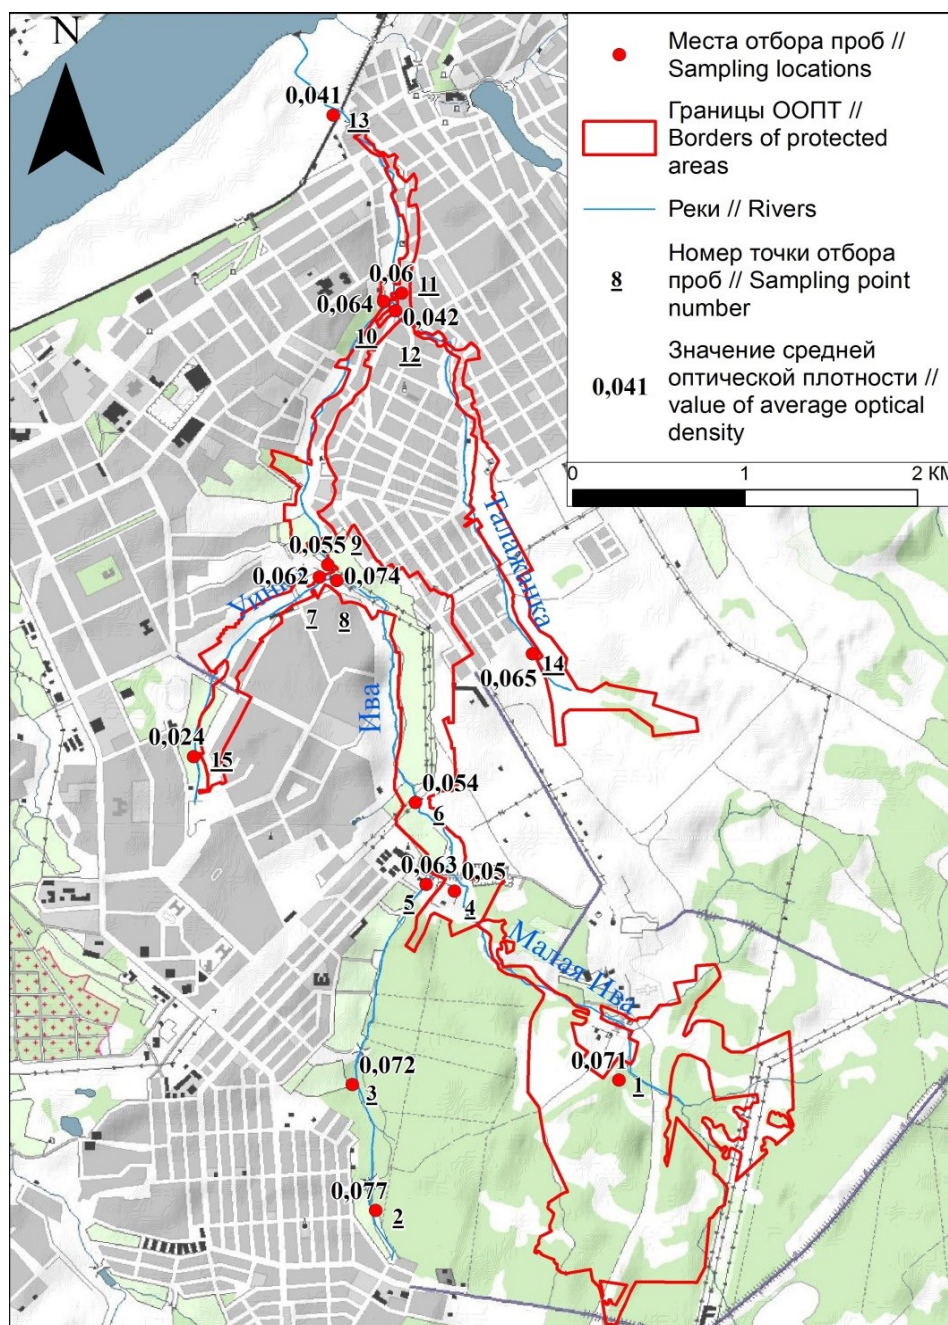 N
Места отбора проб //
Sampling locations
Границы ООПТ //
Borders of protected
areas
Реки // Rivers
8
Номер точки отбора
проб // Sampling point
number
0,041
Значение средней
оптической плотности //
value of average optical
density
0
1
2 КМ
0,041
13
0,06
11
0,064
0,042
10
12
Талажанка
0,055
9
0,062
0,074
Уинка
7
8
0,065
14
Ива
0,024
15
0,054
6
0,063
0,05
5
4
Малая Ива
0,072
3
0,071
1
0,077
2